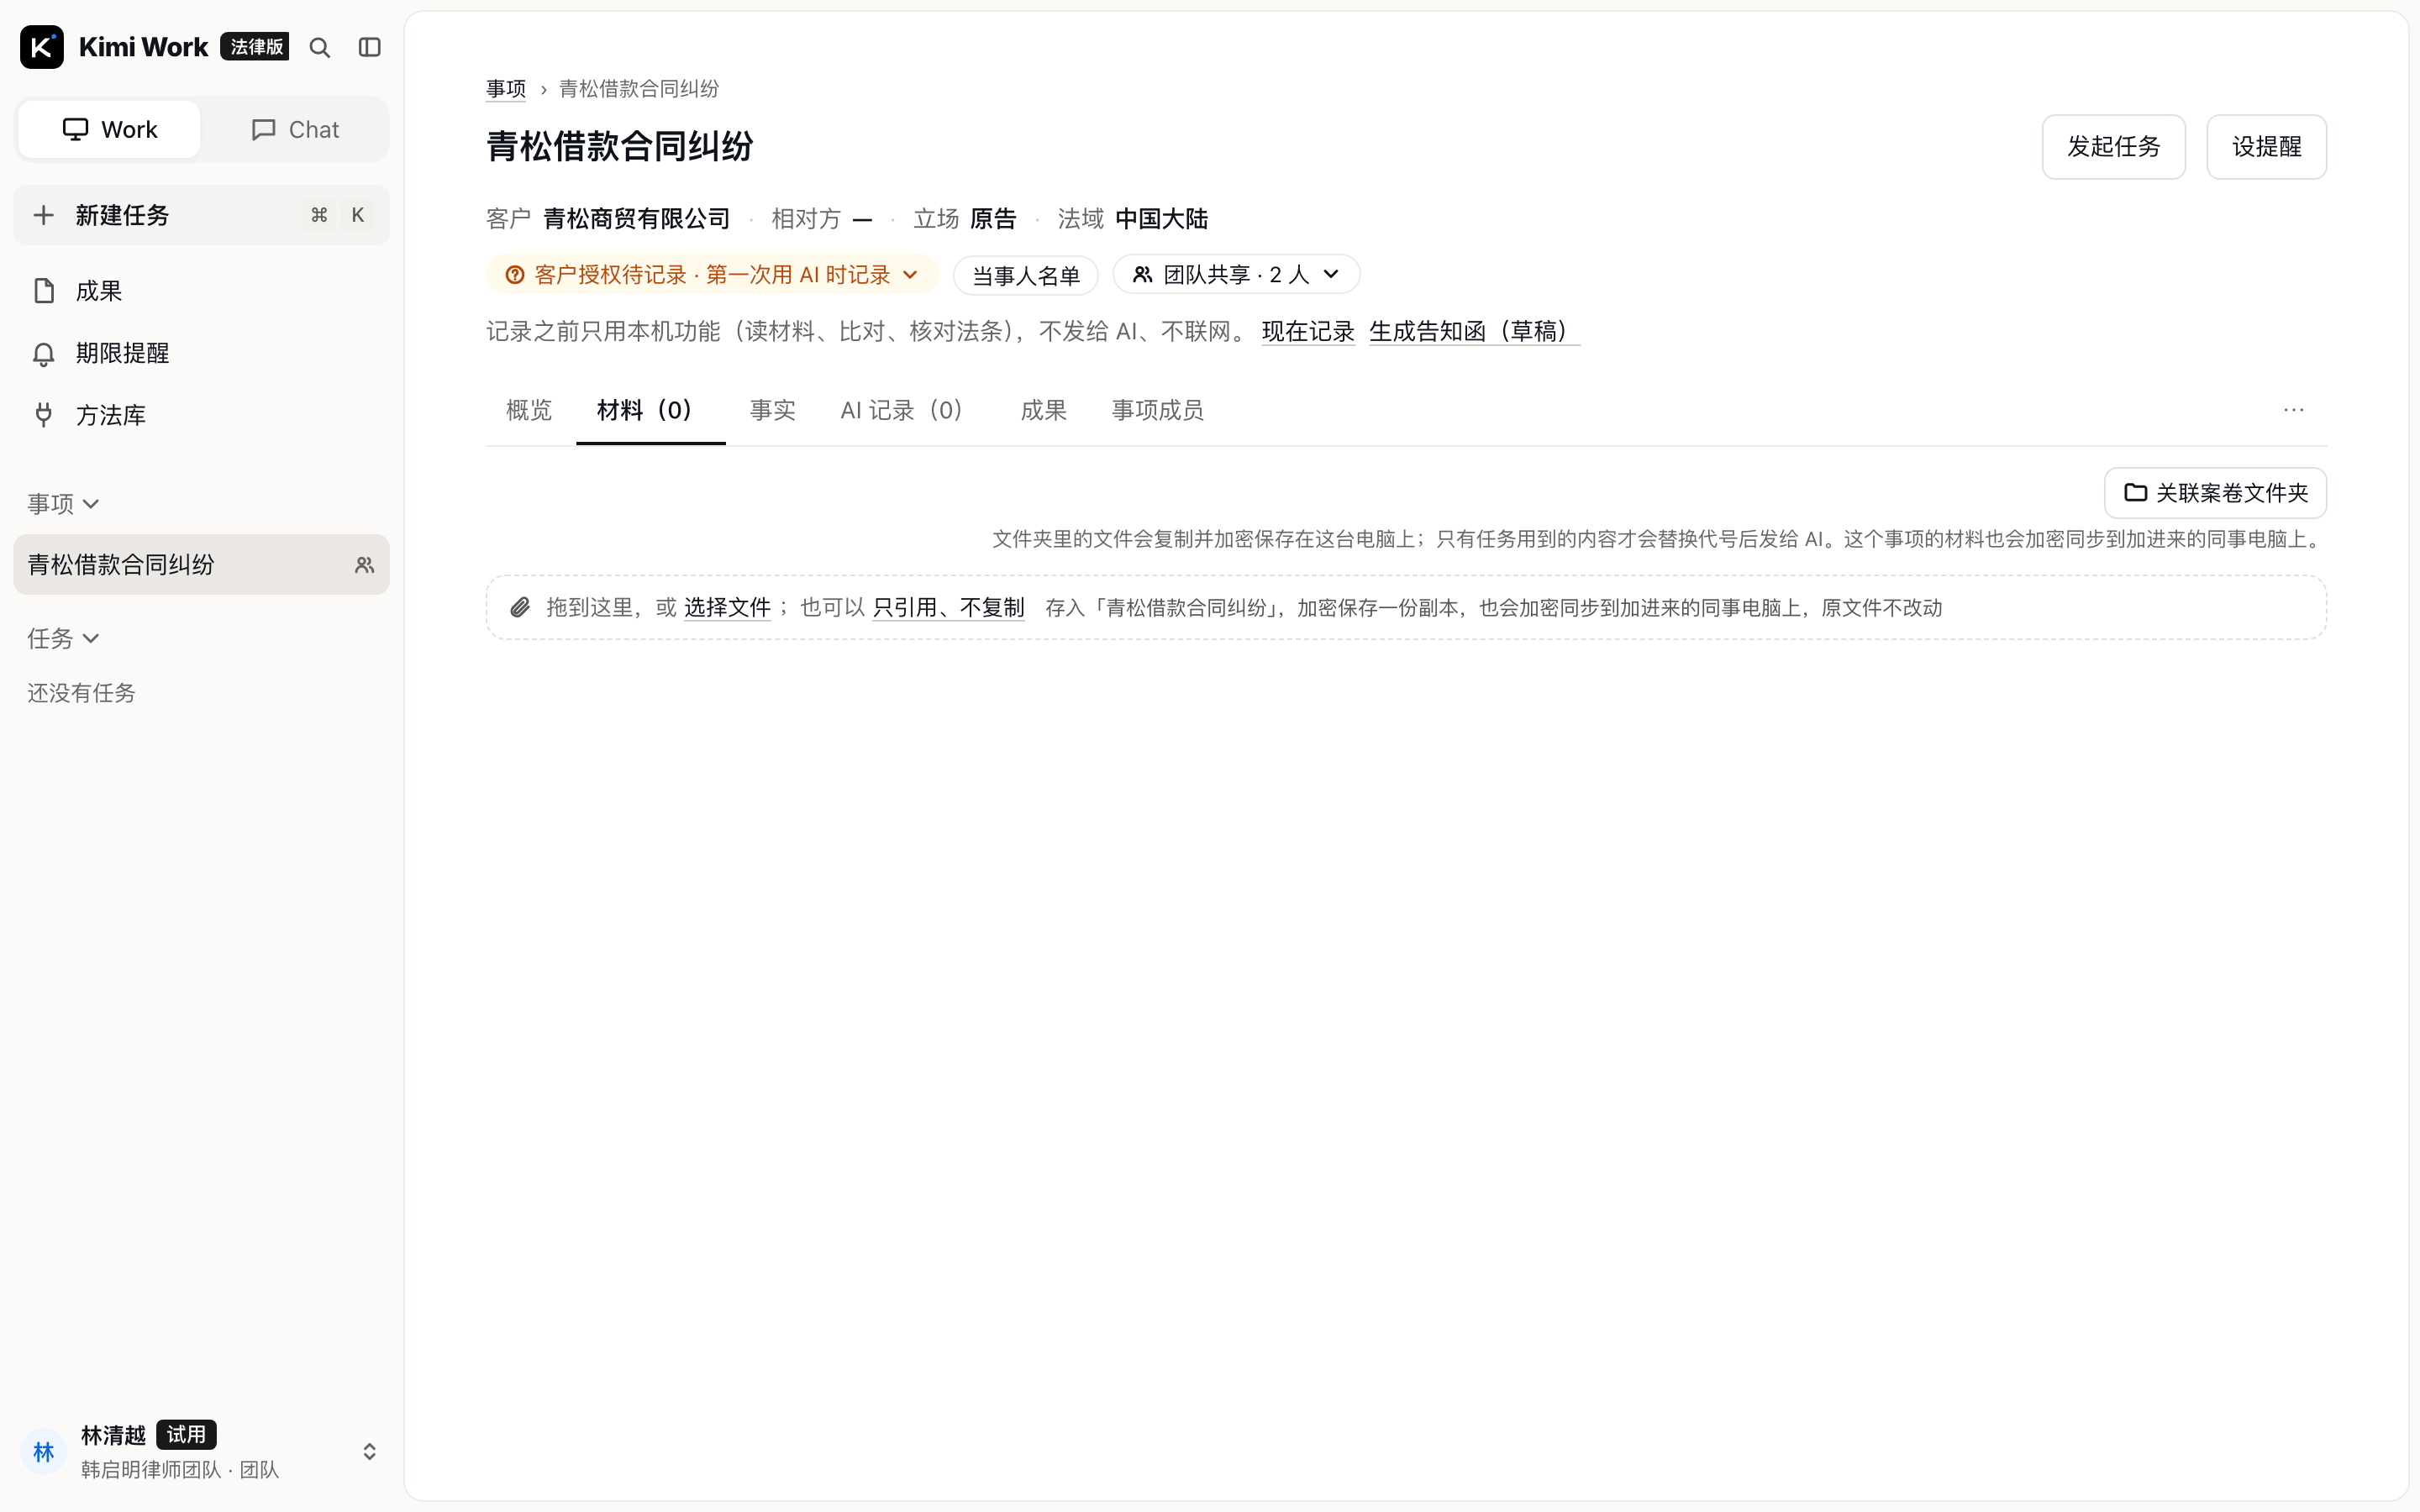 Kimi Work 法律版
Work Chat
新建任务 ⌘ K
成果
期限提醒
方法库
事项
青松借款合同纠纷
任务
还没有任务
林 林清越 试用
韩启明律师团队 · 团队
事项 › 青松借款合同纠纷
青松借款合同纠纷
发起任务 设提醒
客户 青松商贸有限公司 · 相对方 — · 立场 原告 · 法域 中国大陆
客户授权待记录 · 第一次用 AI 时记录 当事人名单 团队共享 · 2 人
记录之前只用本机功能（读材料、比对、核对法条），不发给 AI、不联网。 现在记录 生成告知函（草稿）
概览 材料（0） 事实 AI 记录（0） 成果 事项成员 ···
关联案卷文件夹
文件夹里的文件会复制并加密保存在这台电脑上；只有任务用到的内容才会替换代号后发给 AI。这个事项的材料也会加密同步到加进来的同事电脑上。
拖到这里，或 选择文件 ；也可以 只引用、不复制 存入「青松借款合同纠纷」，加密保存一份副本，也会加密同步到加进来的同事电脑上，原文件不改动